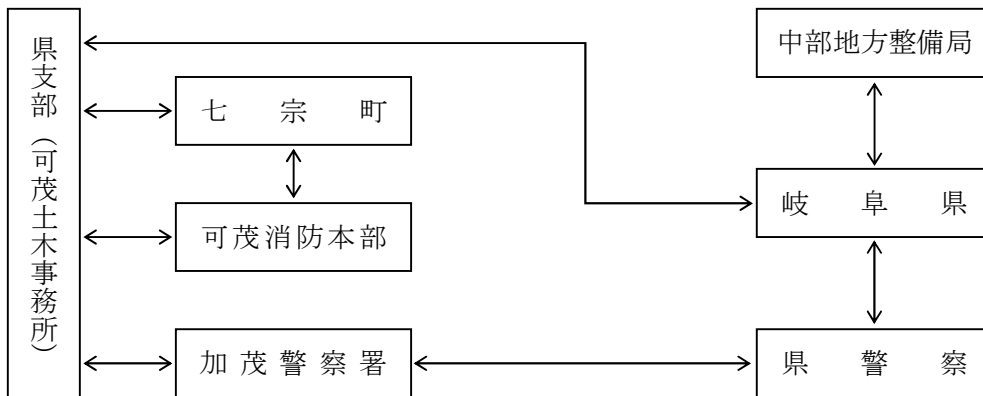 県支部（可茂土木事務所）
中部地方整備局
七宗町
岐阜県
可茂消防本部
加茂警察署
県警察